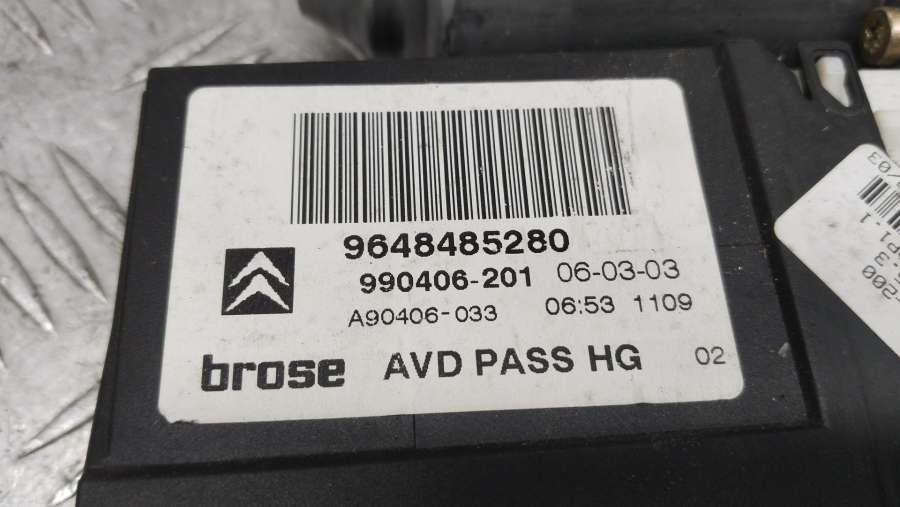 9648485280
990406-201 06-03-03
A90406-033 06:53 1109
brose AVD PASS HG 02